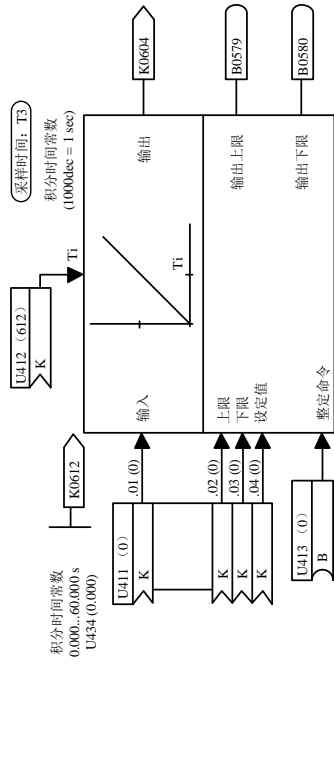 积分时间常数
0.000...60.000 s
U434 (0.000)
K0612
U412 （612）
K
采样时间：T3
积分时间常数
(1000dec = 1 sec)
Ti
U411 （0）
K
.01 (0)
输入
Ti
输出
K0604
K
.02 (0)
上限
K
.03 (0)
下限
K
.04 (0)
设定值
输出上限
B0579
U413 （0）
B
整定命令
输出下限
B0580